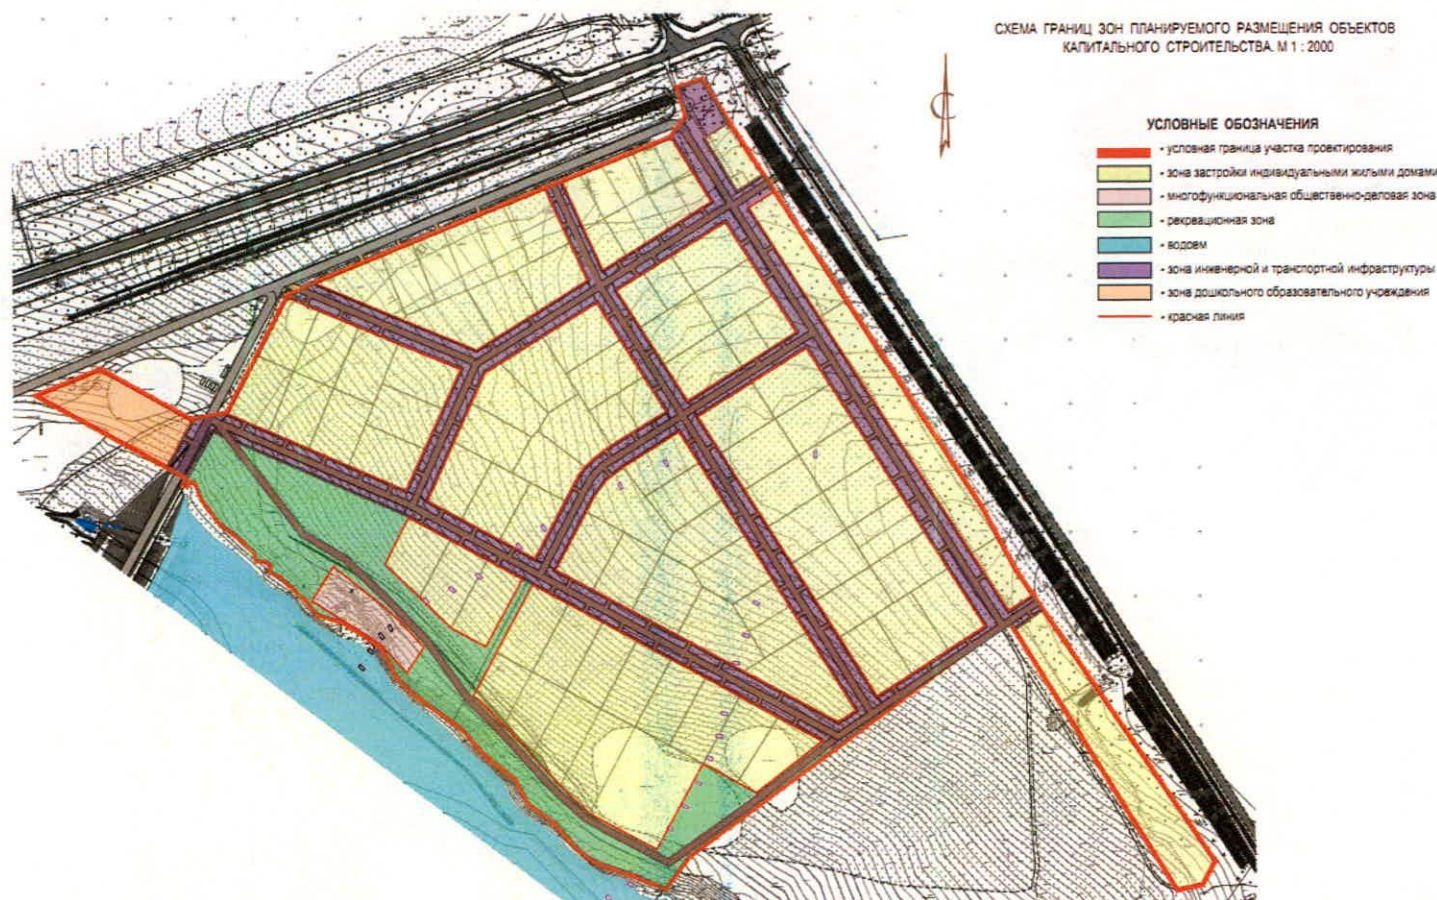 СХЕМА ГРАНИЦ ЗОН ПЛАНИРУЕМОГО РАЗМЕЩЕНИЯ ОБЪЕКТОВ
КАПИТАЛЬНОГО СТРОИТЕЛЬСТВА. М 1 : 2000
УСЛОВНЫЕ ОБОЗНАЧЕНИЯ
- условная граница участка проектирования
- зона застройки индивидуальными жилыми домами
- многофункциональная общественно-деловая зона
- рекреационная зона
- водоем
- зона инженерной и транспортной инфраструктуры
- зона дошкольного образовательного учреждения
- красная линия